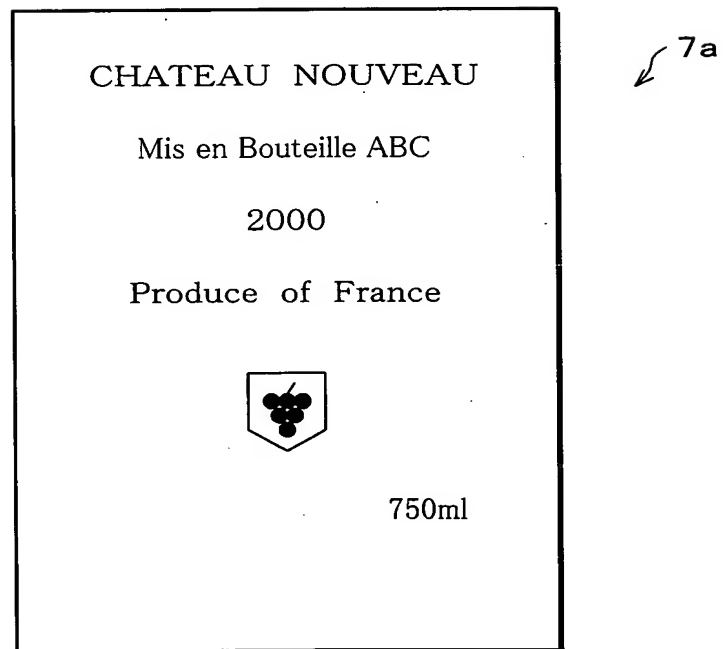 CHATEAU NOUVEAU
7a
Mis en Bouteille ABC
2000
Produce of France
750ml